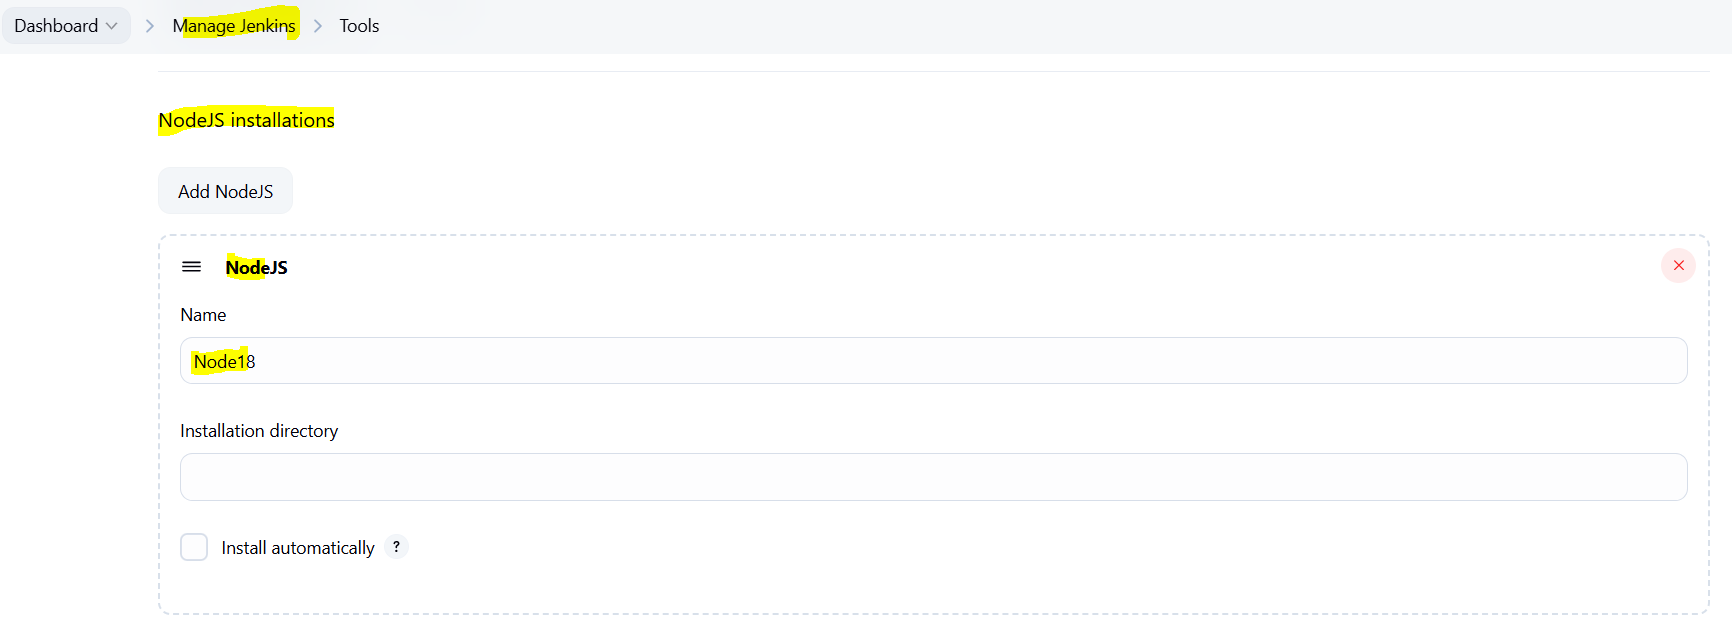 Dashboard Manage Jenkins Tools
NodeJS installations
Add NodeJS
NodeJS
Name
Node18
Installation directory
Install automatically ?